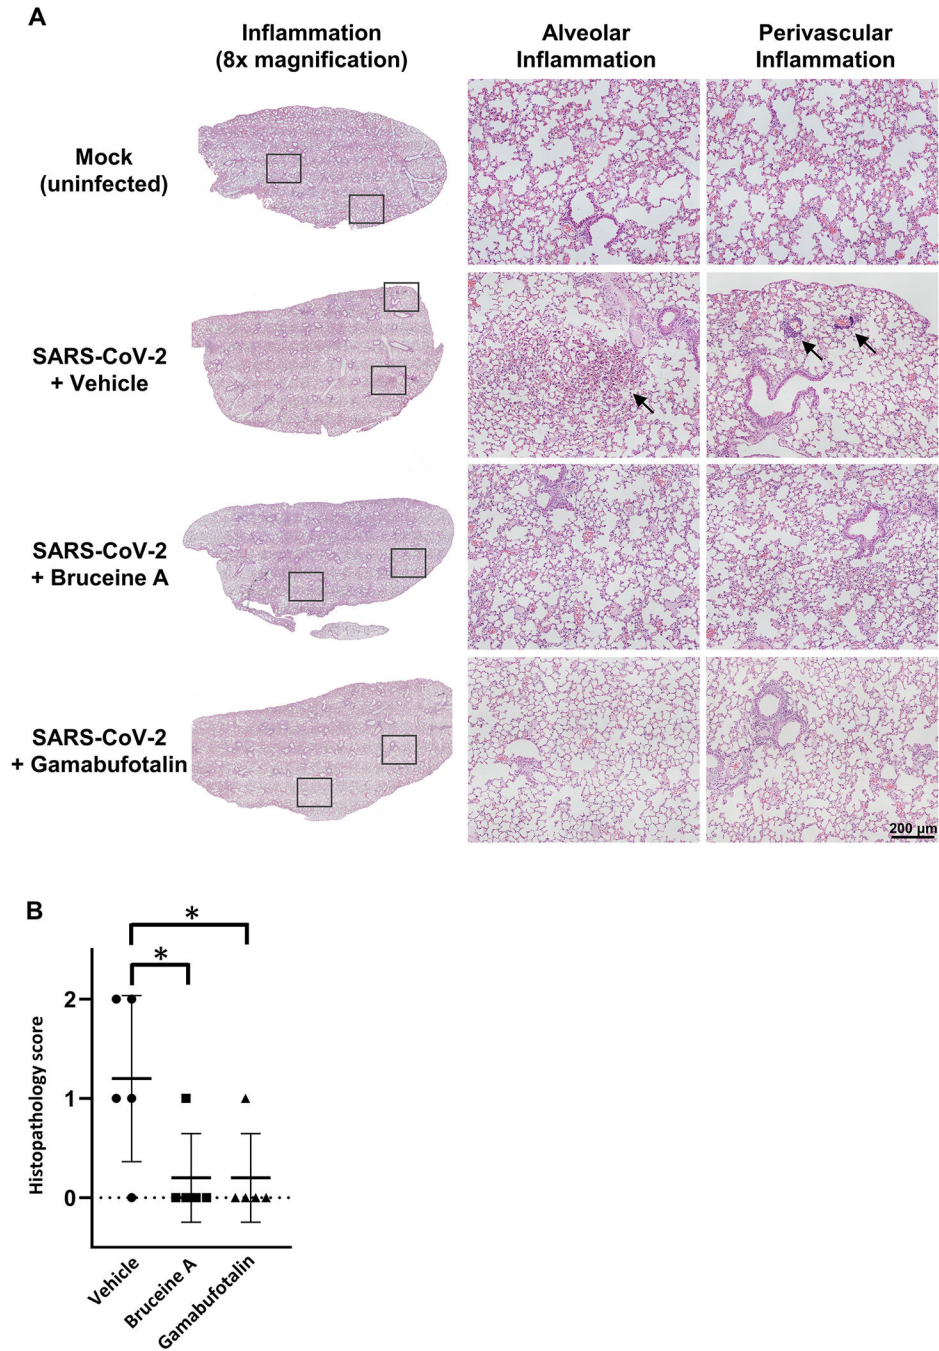 A
Inflammation
(8x magnification)
Alveolar
Inflammation
Perivascular
Inflammation
Mock
(uninfected)
SARS-CoV-2
+ Vehicle
SARS-CoV-2
+ Bruceine A
SARS-CoV-2
+ Gamabufotalin
200 µm
B
*
*
Histopathology score
2
1
0
Vehicle
Bruceine A
Gamabufotalin